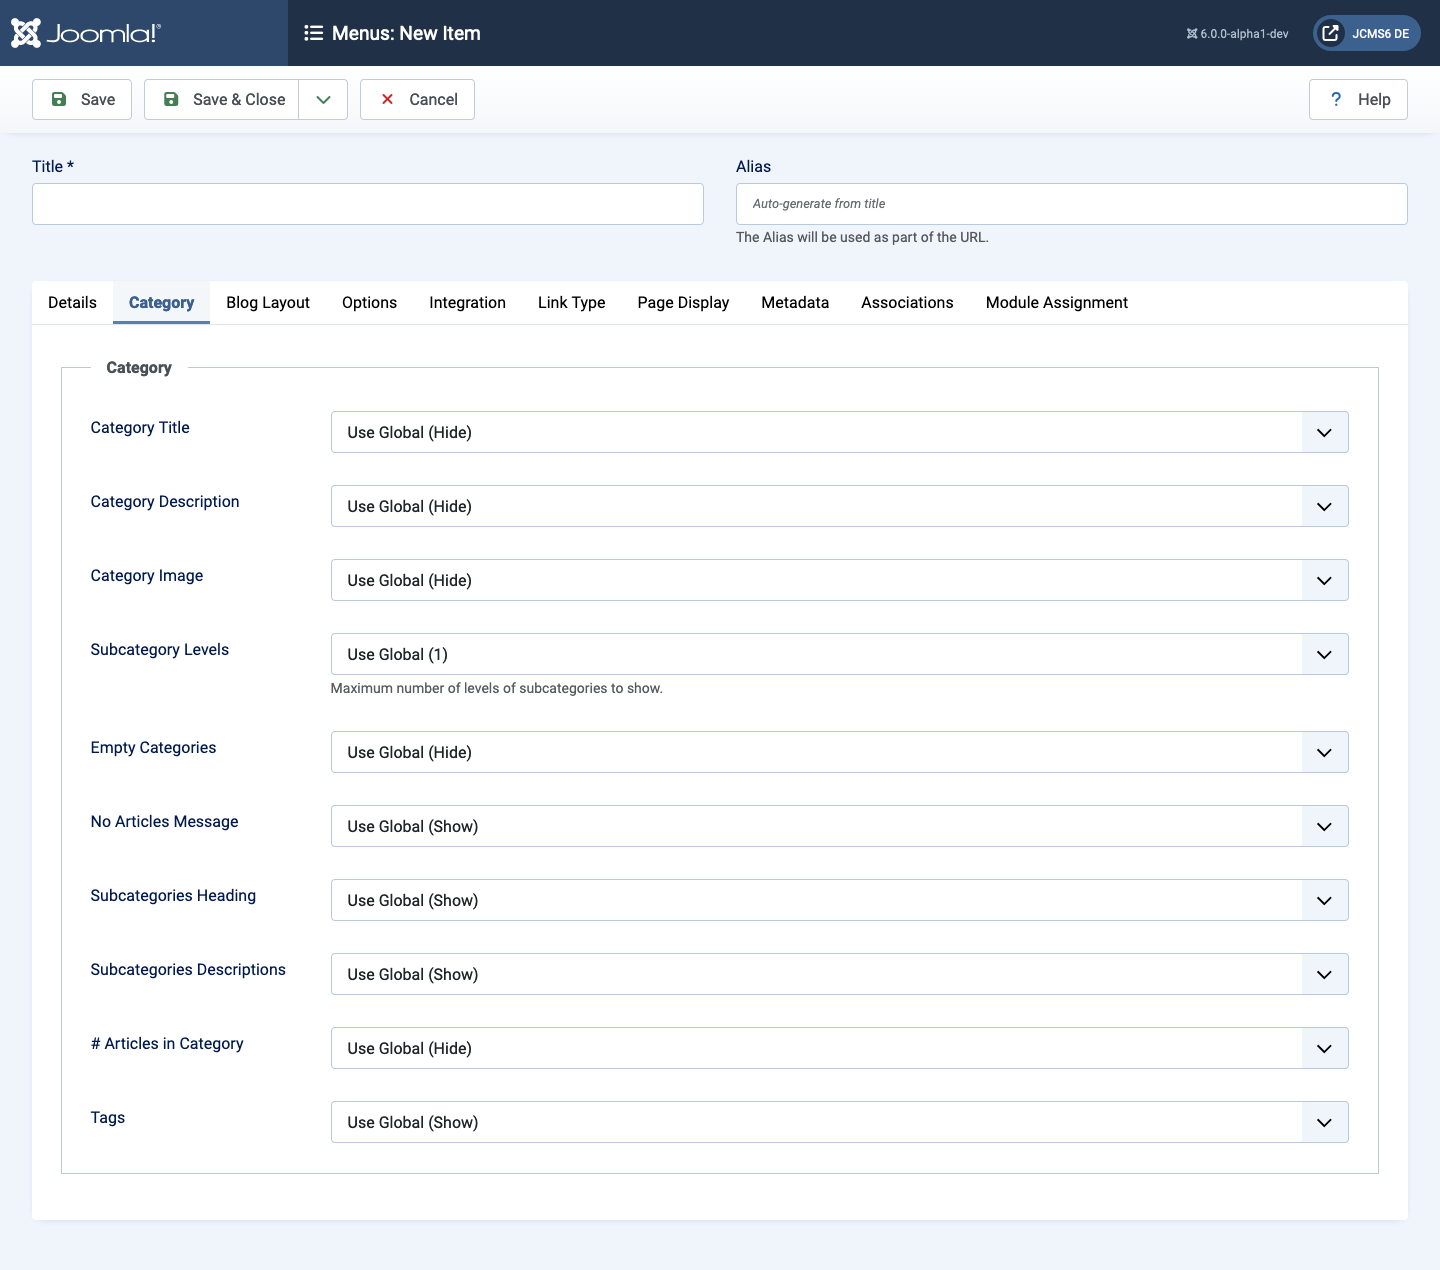 Joomla!®
Menus: New Item
6.0.0-alpha1-dev
JCMS6 DE
Save
Save & Close
Cancel
? Help
Title *
Alias
Auto-generate from title
The Alias will be used as part of the URL.
Details Category Blog Layout Options Integration Link Type Page Display Metadata Associations Module Assignment
Category
Category Title
Use Global (Hide)
Category Description
Use Global (Hide)
Category Image
Use Global (Hide)
Subcategory Levels
Use Global (1)
Maximum number of levels of subcategories to show.
Empty Categories
Use Global (Hide)
No Articles Message
Use Global (Show)
Subcategories Heading
Use Global (Show)
Subcategories Descriptions
Use Global (Show)
# Articles in Category
Use Global (Hide)
Tags
Use Global (Show)